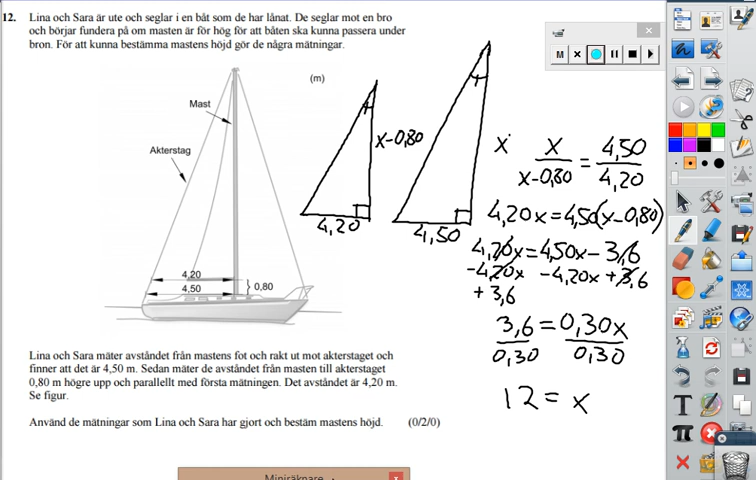 12. Lina och Sara är ute och seglar i en båt som de har lånat. De seglar mot en bro
och börjar fundera på om masten är för hög för att båten ska kunna passera under
bron. För att kunna bestämma mastens höjd gör de några mätningar.
(m)
Mast
Akterstag
4,20
4,50
0,80
x-0,80
4,20
x
4,50
x/(x-0,80) = 4,50/4,20
4,20x=4,50(x-0,80)
4,20x=4,50x-3,6
-4,20x -4,20x+3,6
+3,6
3,6 = 0,30x
0,30 0,30
12 = x
Lina och Sara mäter avståndet från mastens fot och rakt ut mot akterstaget och
finner att det är 4,50 m. Sedan mäter de avståndet från masten till akterstaget
0,80 m högre upp och parallellt med första mätningen. Det avståndet är 4,20 m.
Se figur.
Använd de mätningar som Lina och Sara har gjort och bestäm mastens höjd. (0/2/0)
M
T
π
Miniräknare